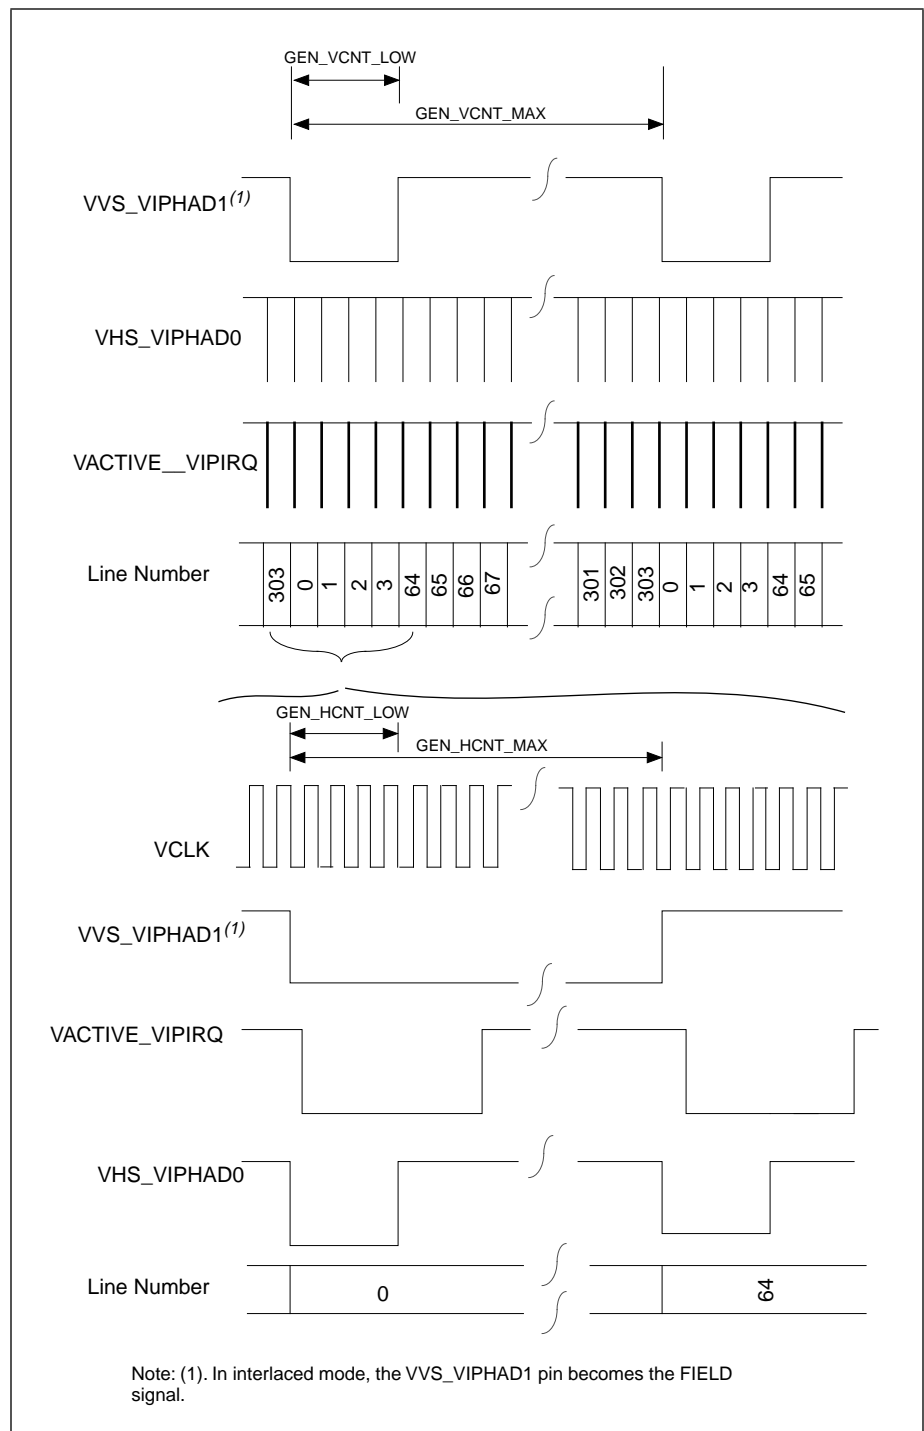 GEN_VCNT_LOW
GEN_VCNT_MAX
VVS_VIPHAD1(1)
VHS_VIPHAD0
VACTIVE__VIPIRQ
Line Number
303 0 1 2 3 64 65 66 67 301 302 303 0 1 2 3 64 65
GEN_HCNT_LOW
GEN_HCNT_MAX
VCLK
VVS_VIPHAD1(1)
VACTIVE_VIPIRQ
VHS_VIPHAD0
Line Number 0 64
Note: (1). In interlaced mode, the VVS_VIPHAD1 pin becomes the FIELD
signal.